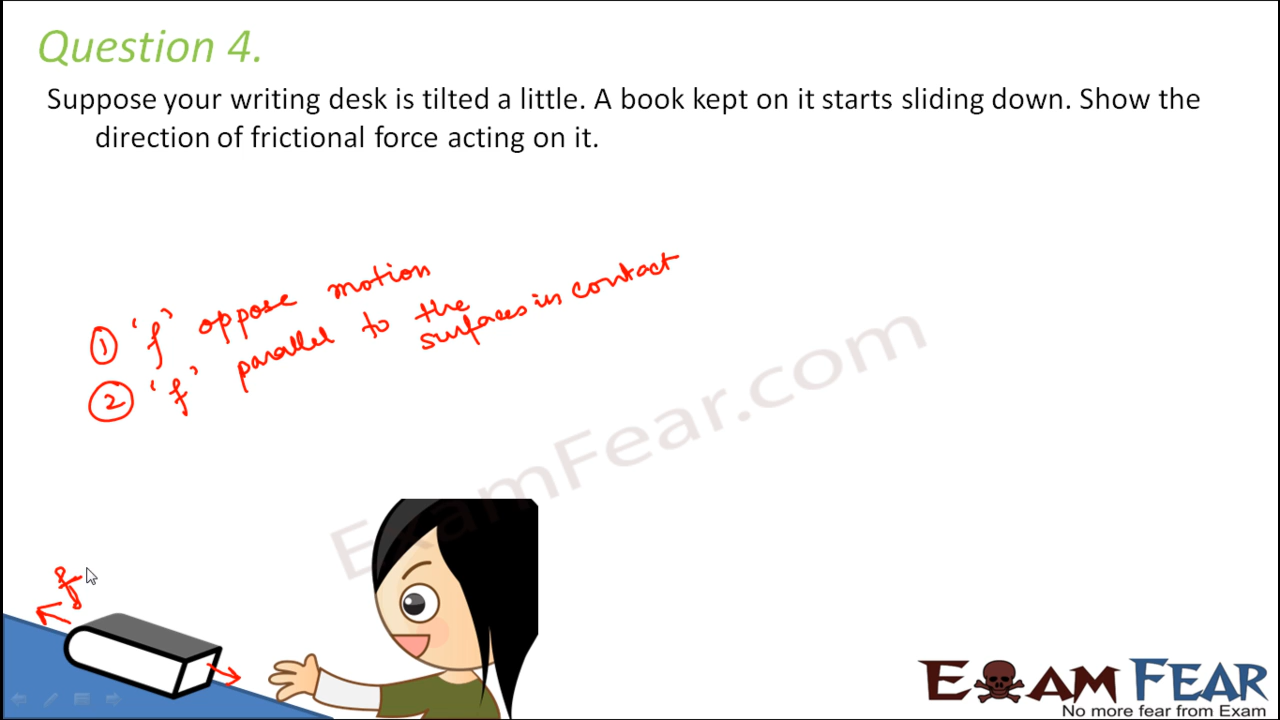 Question 4.
Suppose your writing desk is tilted a little. A book kept on it starts sliding down. Show the
direction of frictional force acting on it.
① 'f' oppose motion
② 'f' parallel to the
surfaces in contact
ExamFear.com
f
EXAM FEAR
No more fear from Exam